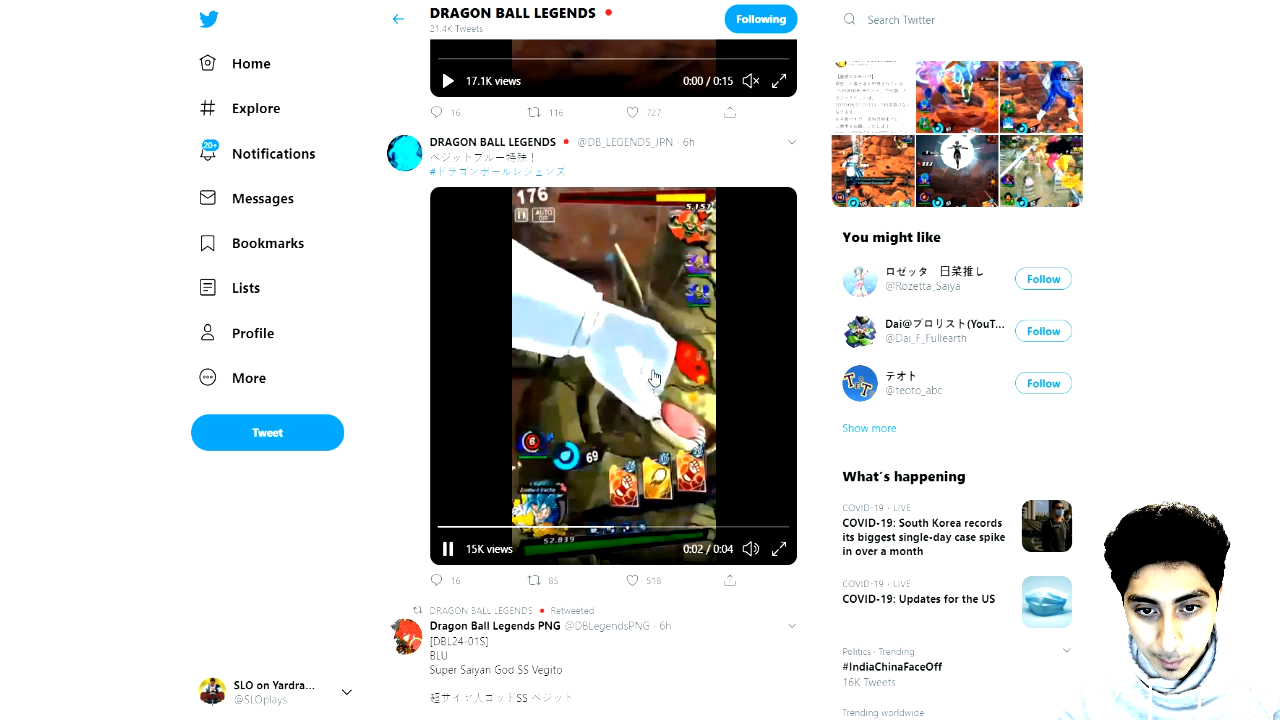 Home
Explore
20+
Notifications
Messages
Bookmarks
Lists
Profile
More
Tweet
SLO on Yardra...
@SLOplays
DRAGON BALL LEGENDS
21.4K Tweets
Following
17.1K views
0:00 / 0:15
16
116
727
DRAGON BALL LEGENDS @DB_LEGENDS_JPN · 6h
ベジットブルー特殊！
#ドラゴンボールレジェンズ
176
5,157
AUTO
69
52,839
15K views
0:02 / 0:04
16
85
518
DRAGON BALL LEGENDS Retweeted
Dragon Ball Legends PNG @DBLegendsPNG · 6h
[DBL24-01S]
BLU
Super Saiyan God SS Vegito
超サイヤ人ゴッドSS ベジット
Search Twitter
You might like
ロゼッタ 日菜推し
@Rozetta_Saiya
Follow
Dai@プロリスト(YouT...
@Dai_F_Fullearth
Follow
テオト
@teoto_abc
Follow
Show more
What's happening
COVID-19 · LIVE
COVID-19: South Korea records
its biggest single-day case spike
in over a month
COVID-19 · LIVE
COVID-19: Updates for the US
Politics · Trending
#IndiaChinaFaceOff
16K Tweets
Trending worldwide